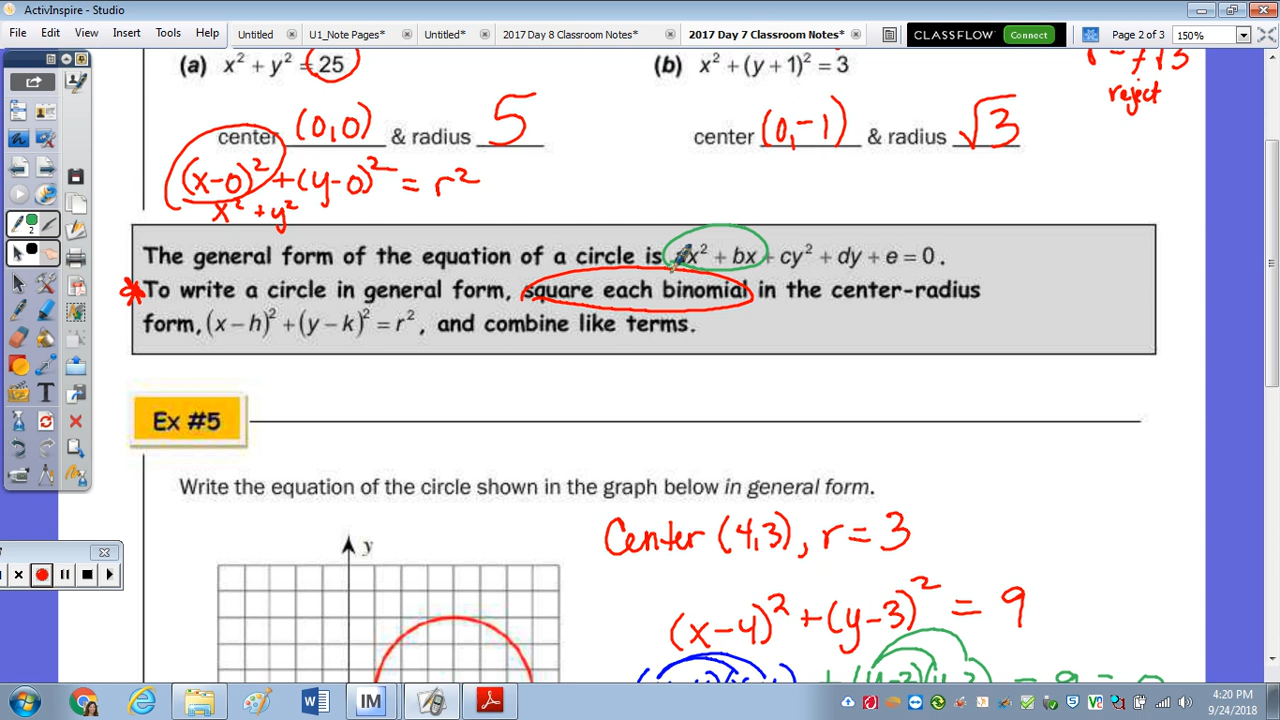 ActivInspire - Studio
File Edit View Insert Tools Help Untitled U1_Note Pages* Untitled* 2017 Day 8 Classroom Notes* 2017 Day 7 Classroom Notes* CLASSFLOW Connect Page 2 of 3 150%
(a) x² + y² = 25 (b) x² + (y + 1)² = 3
reject
center (0,0) & radius 5 center (0,-1) & radius √3
(x-0)² + (y-0)² = r²
x² + y²
The general form of the equation of a circle is x² + bx + cy² + dy + e = 0.
* To write a circle in general form, square each binomial in the center-radius
form, (x - h)² + (y - k)² = r², and combine like terms.
Ex #5
Write the equation of the circle shown in the graph below in general form.
Center (4,3), r = 3
y
(x-4)² + (y-3)² = 9
4:20 PM
9/24/2018